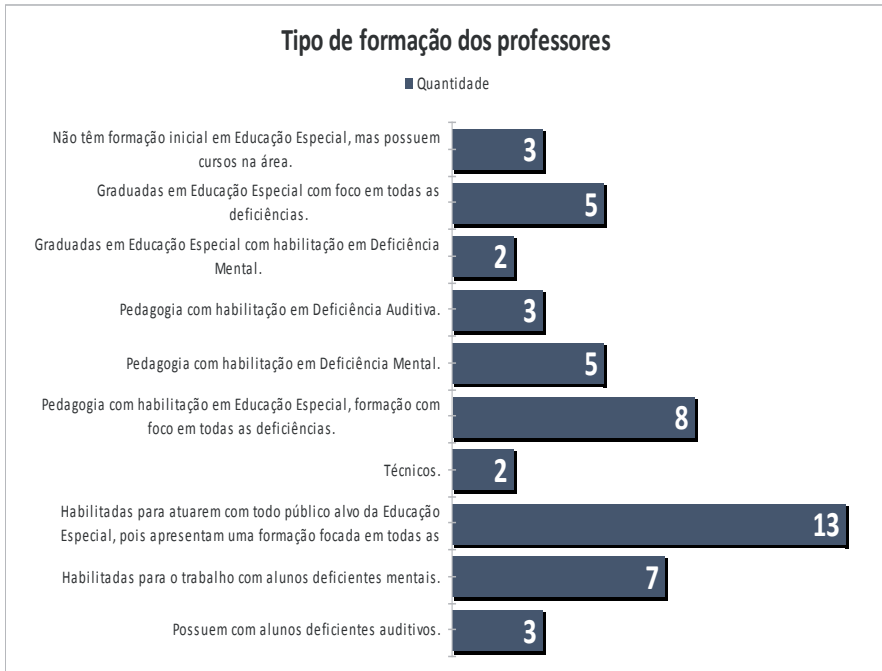 Tipo de formação dos professores
Quantidade
Não têm formação inicial em Educação Especial, mas possuem
cursos na área.
3
Graduadas em Educação Especial com foco em todas as
deficiências.
5
Graduadas em Educação Especial com habilitação em Deficiência
Mental.
2
Pedagogia com habilitação em Deficiência Auditiva.
3
Pedagogia com habilitação em Deficiência Mental.
5
Pedagogia com habilitação em Educação Especial, formação com
foco em todas as deficiências.
8
Técnicos.
2
Habilitadas para atuarem com todo público alvo da Educação
Especial, pois apresentam uma formação focada em todas as
13
Habilitadas para o trabalho com alunos deficientes mentais.
7
Possuem com alunos deficientes auditivos.
3